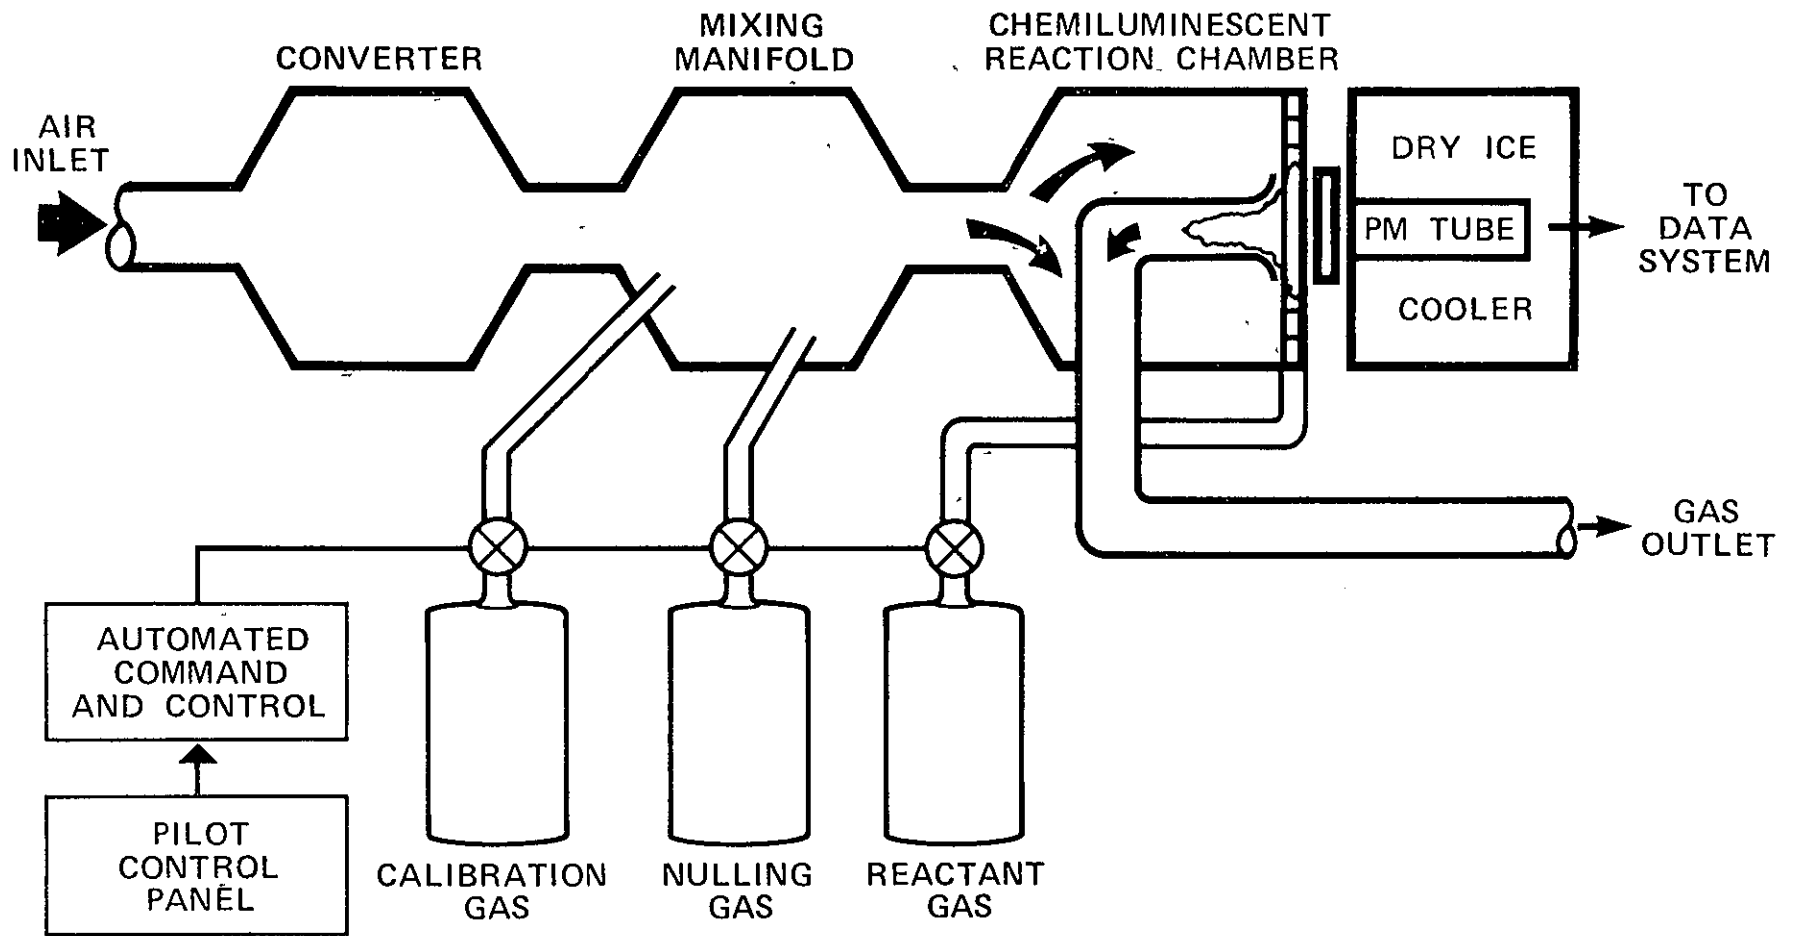 CONVERTER
MIXING
MANIFOLD
CHEMILUMINESCENT
REACTION CHAMBER
AIR
INLET
DRY ICE
PM TUBE
COOLER
TO
DATA
SYSTEM
GAS
OUTLET
AUTOMATED
COMMAND
AND CONTROL
PILOT
CONTROL
PANEL
CALIBRATION
GAS
NULLING
GAS
REACTANT
GAS